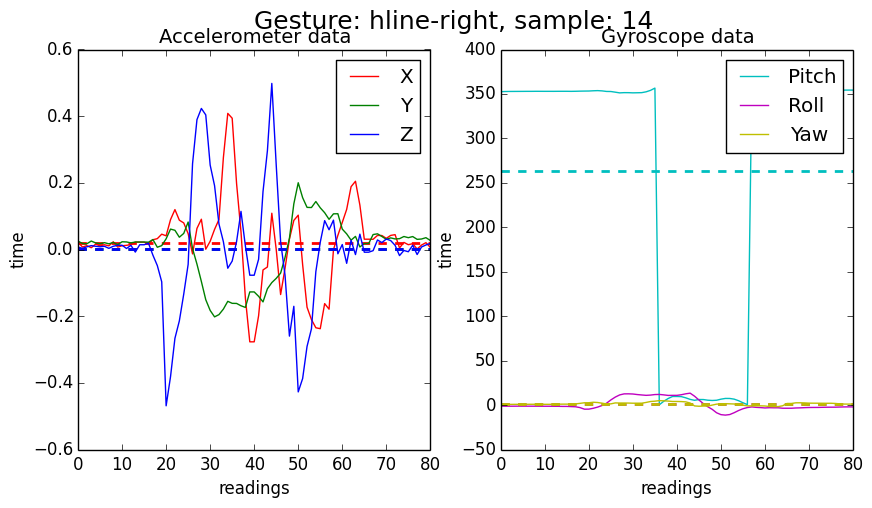 Gesture: hline-right, sample: 14
Accelerometer data
0.6
0.4
0.2
0.0
−0.2
−0.4
−0.6
time
X
Y
Z
0 10 20 30 40 50 60 70 80
readings
Gyroscope data
400
350
300
250
200
150
100
50
0
−50
time
Pitch
Roll
Yaw
0 10 20 30 40 50 60 70 80
readings